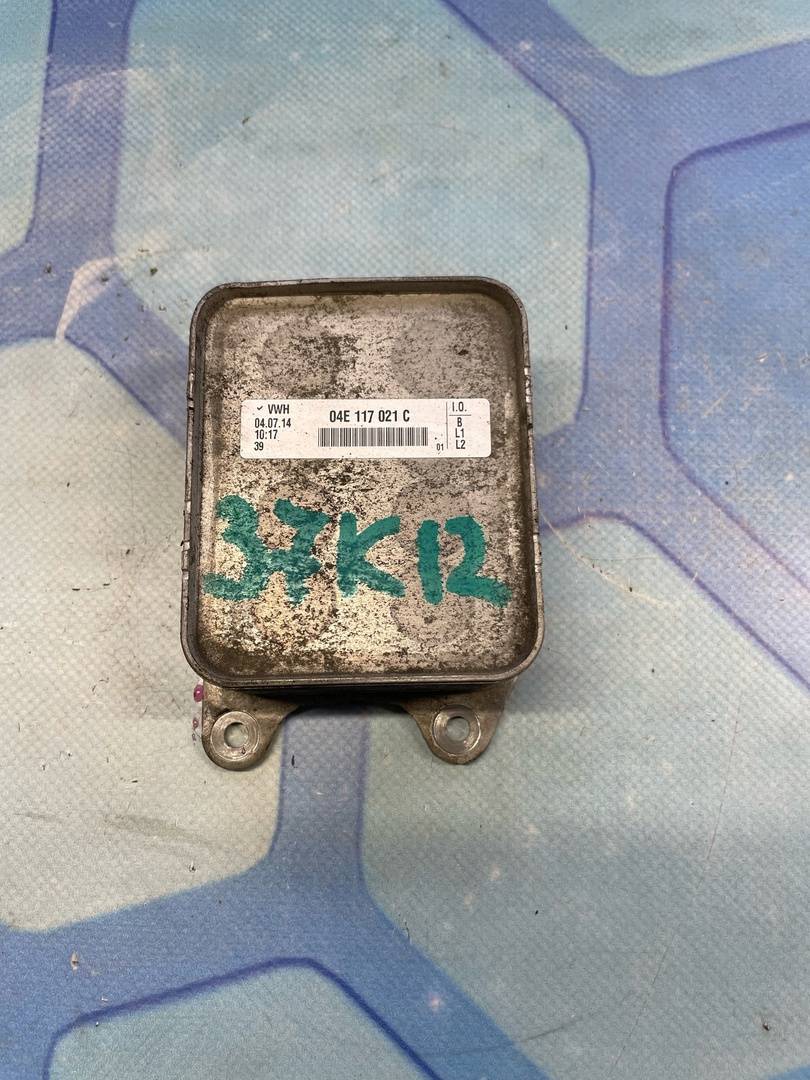 VWH
04.07.14
10:17
39
04E 117 021 C
01
I.O.
B
L1
L2
37K12